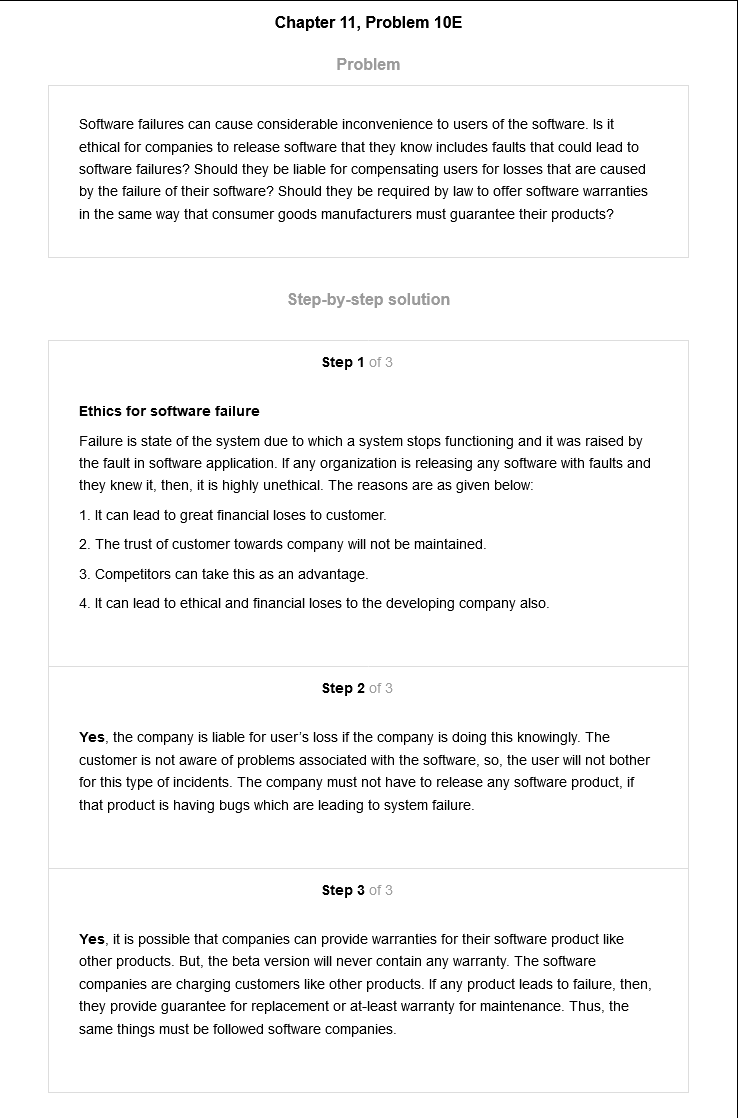 Chapter 11, Problem 10E
Problem
Software failures can cause considerable inconvenience to users of the software. Is it
ethical for companies to release software that they know includes faults that could lead to
software failures? Should they be liable for compensating users for losses that are caused
by the failure of their software? Should they be required by law to offer software warranties
in the same way that consumer goods manufacturers must guarantee their products?
Step-by-step solution
Step 1 of 3
Ethics for software failure
Failure is state of the system due to which a system stops functioning and it was raised by
the fault in software application. If any organization is releasing any software with faults and
they knew it, then, it is highly unethical. The reasons are as given below:
1. It can lead to great financial loses to customer.
2. The trust of customer towards company will not be maintained.
3. Competitors can take this as an advantage.
4. It can lead to ethical and financial loses to the developing company also.
Step 2 of 3
Yes, the company is liable for user’s loss if the company is doing this knowingly. The
customer is not aware of problems associated with the software, so, the user will not bother
for this type of incidents. The company must not have to release any software product, if
that product is having bugs which are leading to system failure.
Step 3 of 3
Yes, it is possible that companies can provide warranties for their software product like
other products. But, the beta version will never contain any warranty. The software
companies are charging customers like other products. If any product leads to failure, then,
they provide guarantee for replacement or at-least warranty for maintenance. Thus, the
same things must be followed software companies.